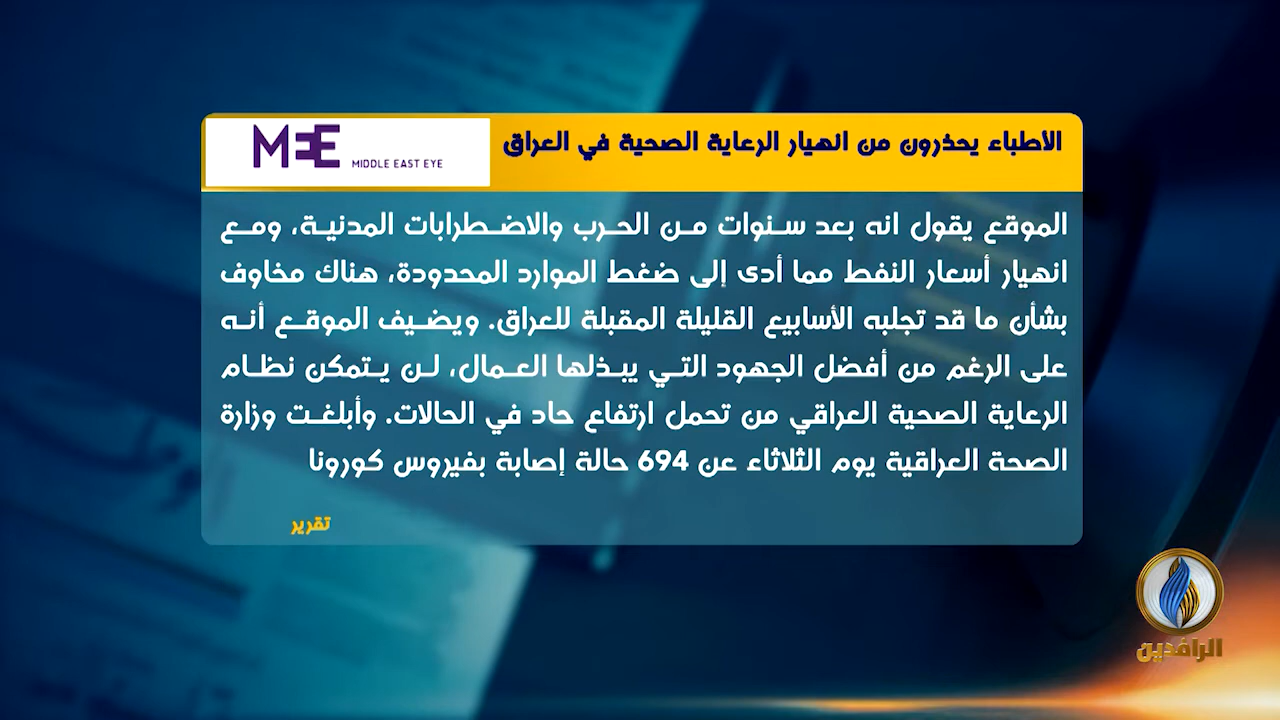 الأطباء يحذرون من انهيار الرعاية الصحية في العراق
MEE MIDDLE EAST EYE
الموقع يقول انه بعد سنوات من الحرب والاضطرابات المدنية، ومع
انهيار أسعار النفط مما أدى إلى ضغط الموارد المحدودة، هناك مخاوف
بشأن ما قد تجلبه الأسابيع القليلة المقبلة للعراق. ويضيف الموقع أنه
على الرغم من أفضل الجهود التي يبذلها العمال، لن يتمكن نظام
الرعاية الصحية العراقي من تحمل ارتفاع حاد في الحالات. وأبلغت وزارة
الصحة العراقية يوم الثلاثاء عن 694 حالة إصابة بفيروس كورونا
تقرير
الرافدين